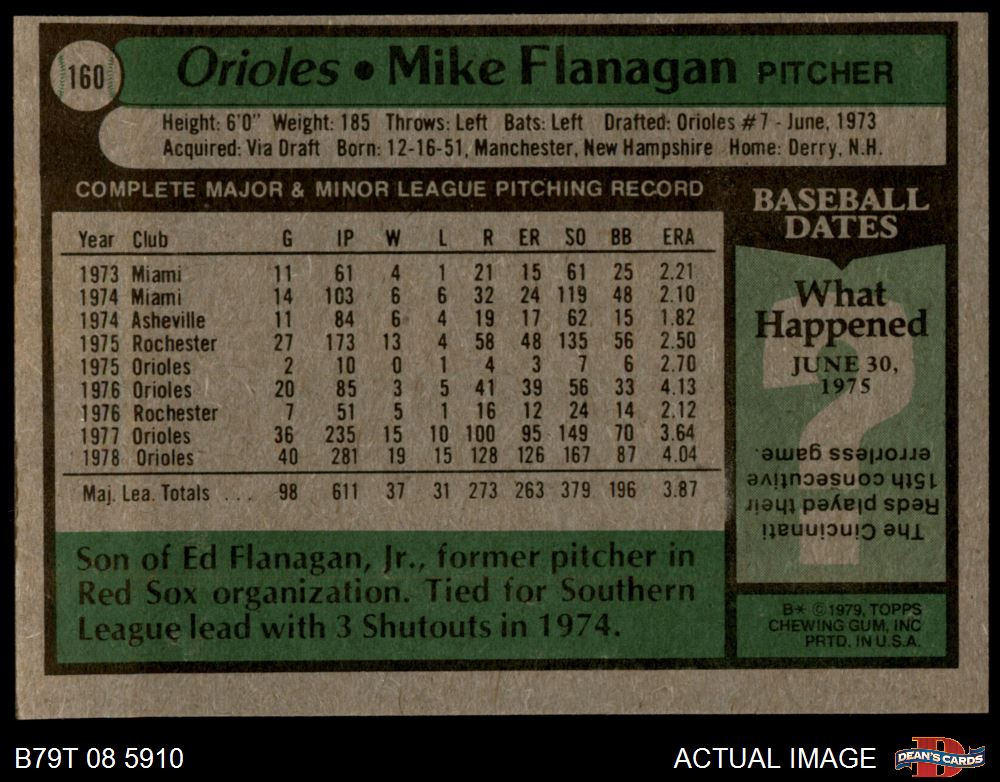 160
Orioles • Mike Flanagan PITCHER
Height: 6'0" Weight: 185 Throws: Left Bats: Left Drafted: Orioles #7 - June, 1973
Acquired: Via Draft Born: 12-16-51, Manchester, New Hampshire Home: Derry, N.H.
COMPLETE MAJOR & MINOR LEAGUE PITCHING RECORD
Year Club G IP W L R ER SO BB ERA
1973 Miami 11 61 4 1 21 15 61 25 2.21
1974 Miami 14 103 6 6 32 24 119 48 2.10
1974 Asheville 11 84 6 4 19 17 62 15 1.82
1975 Rochester 27 173 13 4 58 48 135 56 2.50
1975 Orioles 2 10 0 1 4 3 7 6 2.70
1976 Orioles 20 85 3 5 41 39 56 33 4.13
1976 Rochester 7 51 5 1 16 12 24 14 2.12
1977 Orioles 36 235 15 10 100 95 149 70 3.64
1978 Orioles 40 281 19 15 128 126 167 87 4.04
Maj. Lea. Totals ... 98 611 37 31 273 263 379 196 3.87
Son of Ed Flanagan, Jr., former pitcher in
Red Sox organization. Tied for Southern
League lead with 3 Shutouts in 1974.
BASEBALL
DATES
What
Happened
JUNE 30,
1975
?
The Cincinnati
Reds played their
15th consecutive
errorless game.
B* © 1979, TOPPS
CHEWING GUM, INC
PRTD. IN U.S.A.
B79T 08 5910
ACTUAL IMAGE
D
DEAN'S CARDS